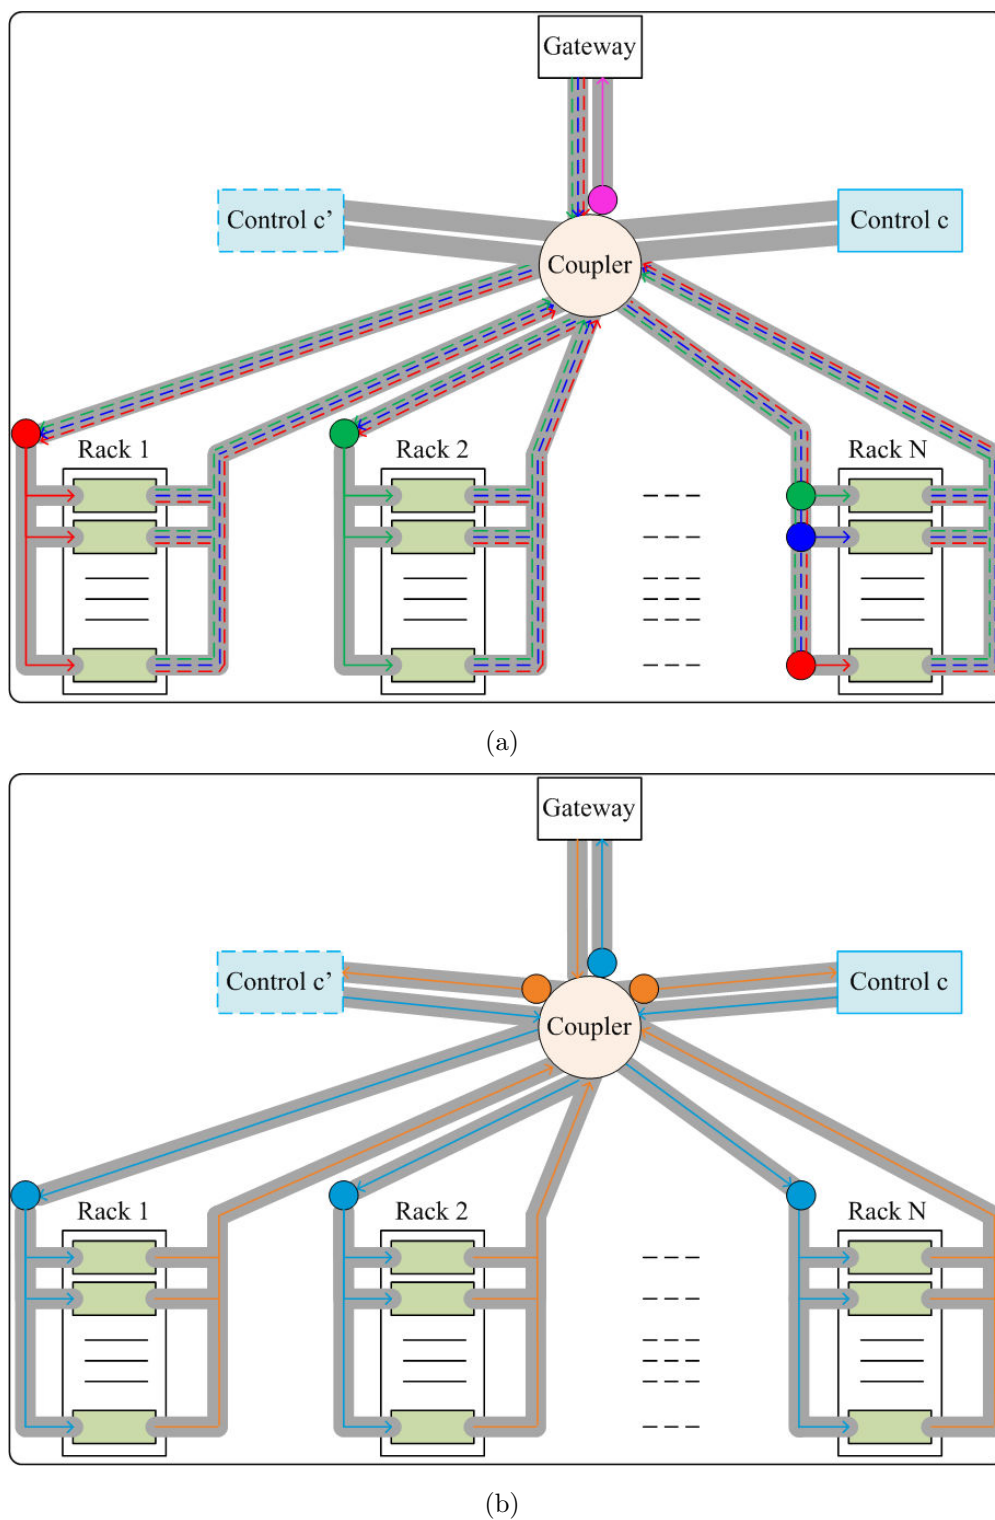 Gateway
Control c’
Control c
Coupler
Rack 1
Rack 2
Rack N
(a)
Gateway
Control c’
Control c
Coupler
Rack 1
Rack 2
Rack N
(b)